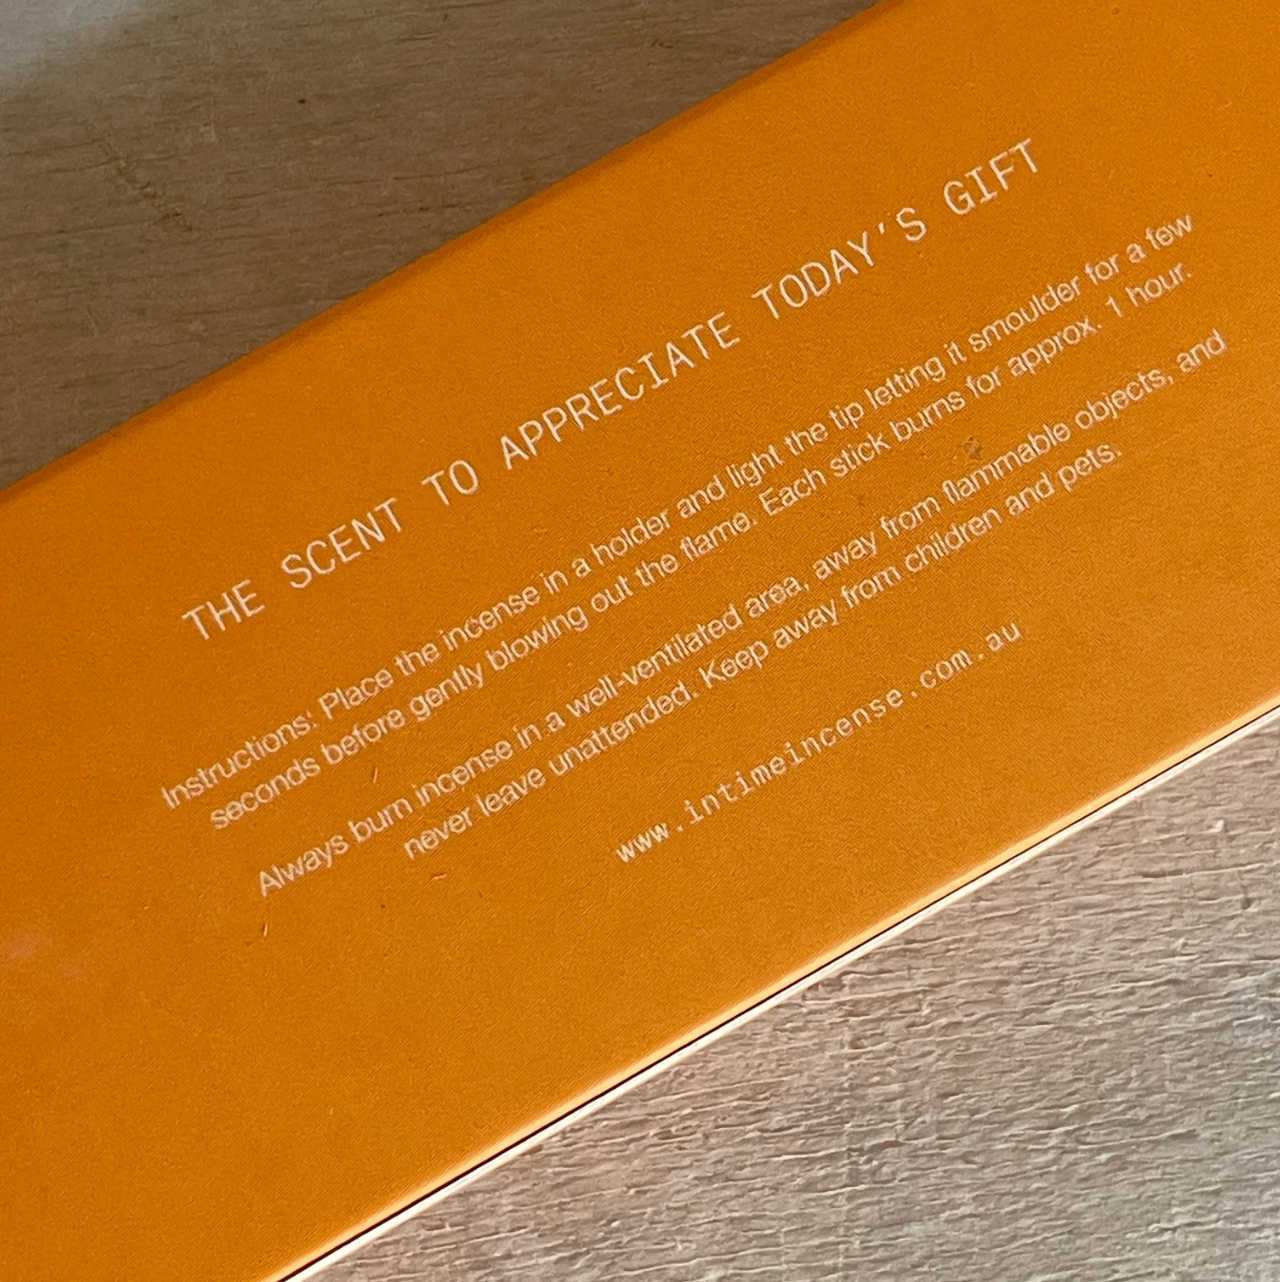 THE SCENT TO APPRECIATE TODAY'S GIFT
Instructions: Place the incense in a holder and light the tip letting it smoulder for a few
seconds before gently blowing out the flame. Each stick burns for approx. 1 hour.
Always burn incense in a well-ventilated area, away from flammable objects, and
never leave unattended. Keep away from children and pets.
www.intimeincense.com.au